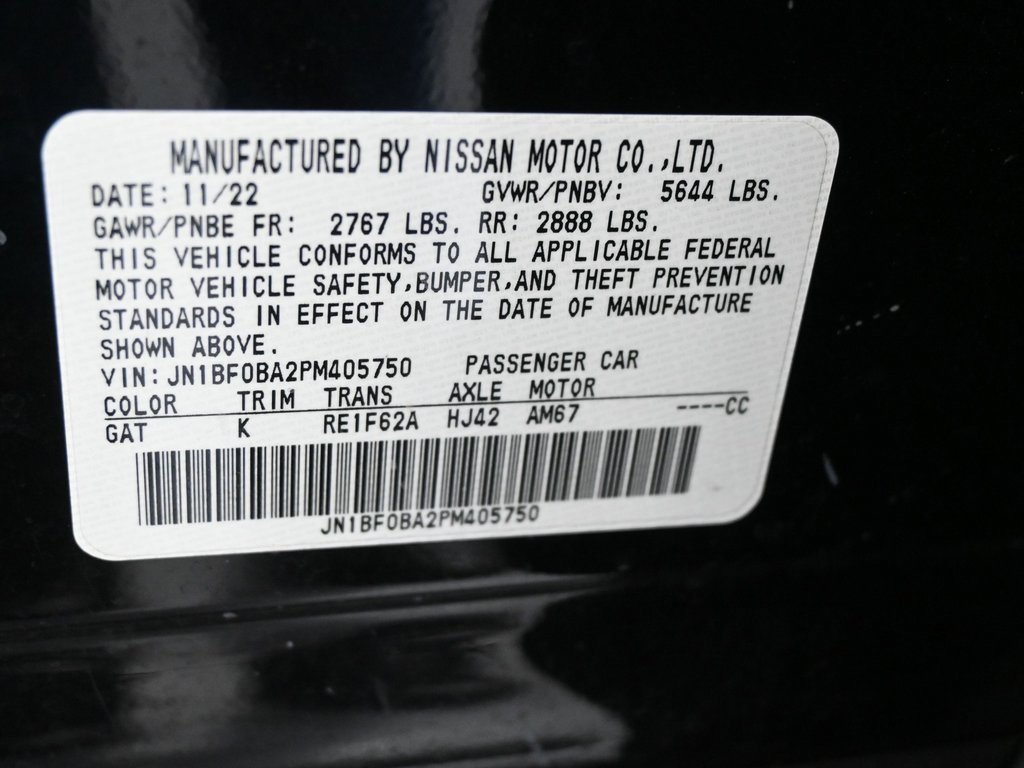 MANUFACTURED BY NISSAN MOTOR CO.,LTD.
DATE: 11/22 GVWR/PNBV: 5644 LBS.
GAWR/PNBE FR: 2767 LBS. RR: 2888 LBS.
THIS VEHICLE CONFORMS TO ALL APPLICABLE FEDERAL
MOTOR VEHICLE SAFETY,BUMPER,AND THEFT PREVENTION
STANDARDS IN EFFECT ON THE DATE OF MANUFACTURE
SHOWN ABOVE.
VIN: JN1BF0BA2PM405750 PASSENGER CAR
COLOR TRIM TRANS AXLE MOTOR
GAT K RE1F62A HJ42 AM67 ----CC
JN1BF0BA2PM405750